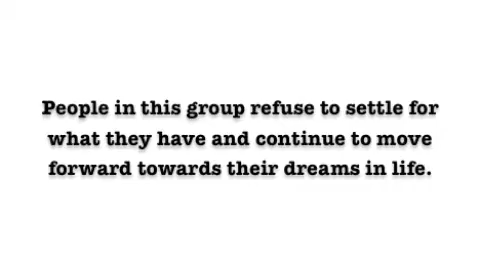 People in this group refuse to settle for
what they have and continue to move
forward towards their dreams in life.